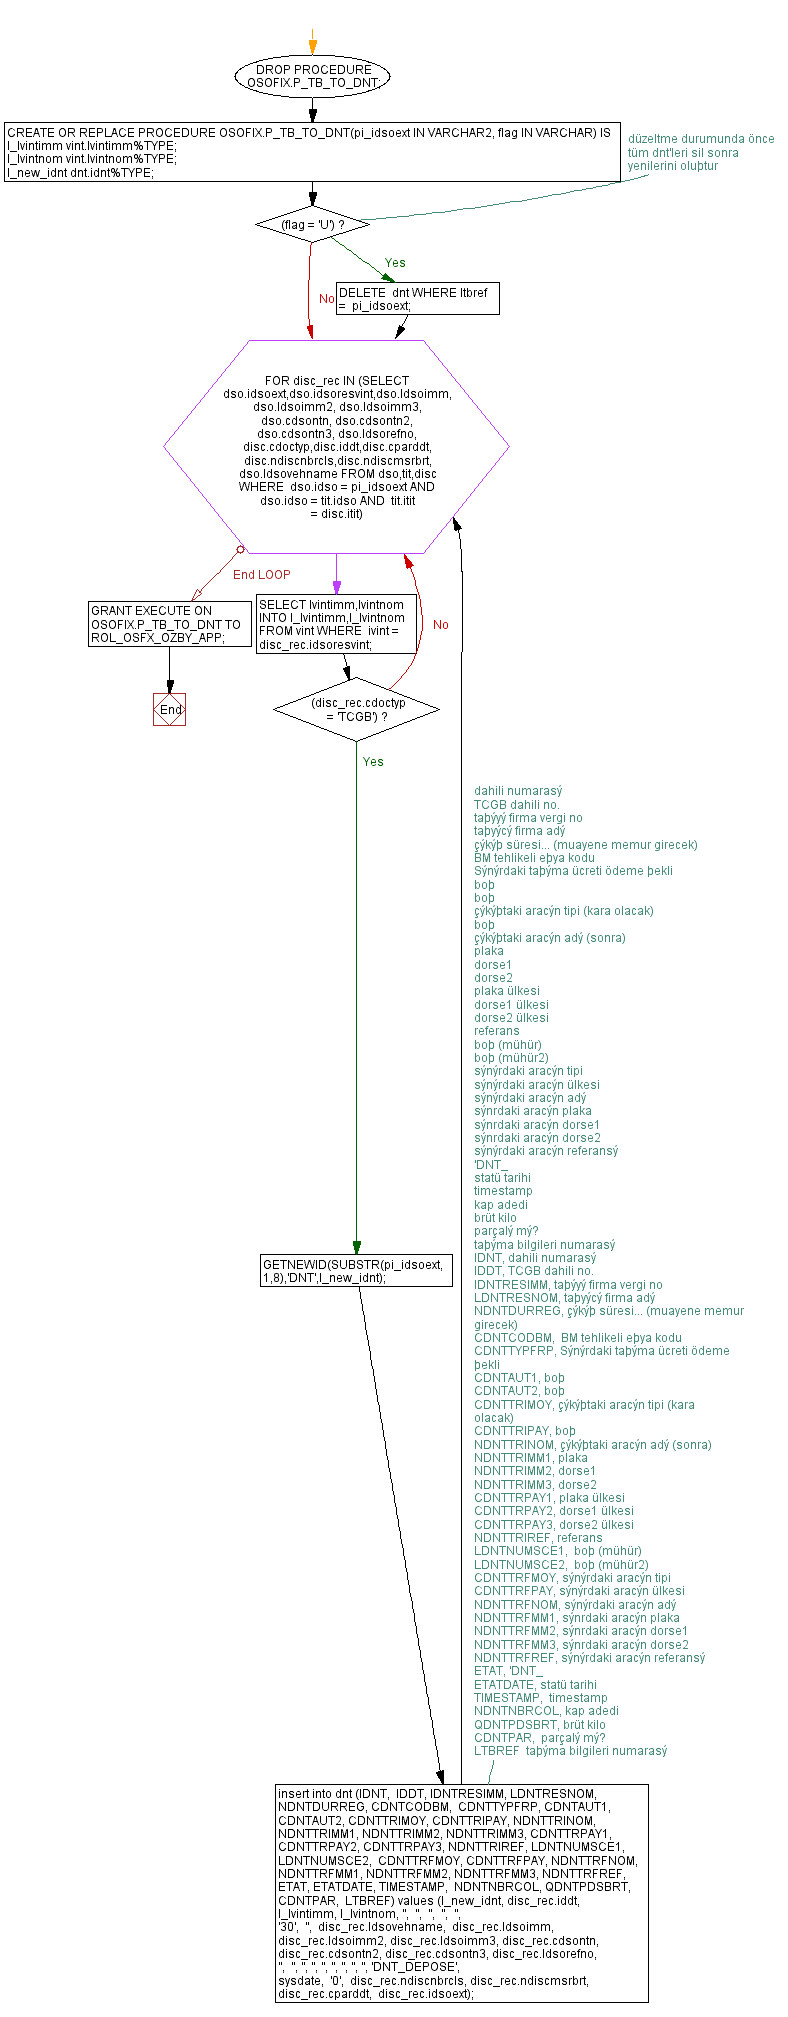 DROP PROCEDURE
OSOFIX.P_TB_TO_DNT;
CREATE OR REPLACE PROCEDURE OSOFIX.P_TB_TO_DNT(pi_idsoext IN VARCHAR2, flag IN VARCHAR) IS
l_lvintimm vint.lvintimm%TYPE;
l_lvintnom vint.lvintnom%TYPE;
l_new_idnt dnt.idnt%TYPE;
düzeltme durumunda önce
tüm dnt'leri sil sonra
yenilerini oluþtur
(flag = 'U') ?
Yes
No
DELETE  dnt WHERE ltbref
=  pi_idsoext;
FOR disc_rec IN (SELECT
dso.idsoext,dso.idsoresvint,dso.ldsoimm,
dso.ldsoimm2, dso.ldsoimm3,
dso.cdsontn, dso.cdsontn2,
dso.cdsontn3, dso.ldsorefno,
disc.cdoctyp,disc.iddt,disc.cparddt,
disc.ndiscnbrcls,disc.ndiscmsrbrt,
dso.ldsovehname FROM dso,tit,disc
WHERE  dso.idso = pi_idsoext AND
dso.idso = tit.idso AND  tit.itit
= disc.itit)
End LOOP
GRANT EXECUTE ON
OSOFIX.P_TB_TO_DNT TO
ROL_OSFX_OZBY_APP;
End
SELECT lvintimm,lvintnom
INTO l_lvintimm,l_lvintnom
FROM vint WHERE  ivint =
disc_rec.idsoresvint;
No
(disc_rec.cdoctyp
= 'TCGB') ?
Yes
dahili numarasý
TCGB dahili no.
taþýyý firma vergi no
taþýyýcý firma adý
çýkýþ süresi... (muayene memur girecek)
BM tehlikeli eþya kodu
Sýnýrdaki taþýma ücreti ödeme þekli
boþ
boþ
çýkýþtaki aracýn tipi (kara olacak)
boþ
çýkýþtaki aracýn adý (sonra)
plaka
dorse1
dorse2
plaka ülkesi
dorse1 ülkesi
dorse2 ülkesi
referans
boþ (mühür)
boþ (mühür2)
sýnýrdaki aracýn tipi
sýnýrdaki aracýn ülkesi
sýnýrdaki aracýn adý
sýnrdaki aracýn plaka
sýnrdaki aracýn dorse1
sýnrdaki aracýn dorse2
sýnýrdaki aracýn referansý
'DNT_
statü tarihi
timestamp
kap adedi
brüt kilo
parçalý mý?
taþýma bilgileri numarasý
IDNT, dahili numarasý
IDDT, TCGB dahili no.
IDNTRESIMM, taþýyý firma vergi no
LDNTRESNOM, taþýyýcý firma adý
NDNTDURREG, çýkýþ süresi... (muayene memur
girecek)
CDNTCODBM,  BM tehlikeli eþya kodu
CDNTTYPFRP, Sýnýrdaki taþýma ücreti ödeme
þekli
CDNTAUT1, boþ
CDNTAUT2, boþ
CDNTTRIMOY, çýkýþtaki aracýn tipi (kara
olacak)
CDNTTRIPAY, boþ
NDNTTRINOM, çýkýþtaki aracýn adý (sonra)
NDNTTRIMM1, plaka
NDNTTRIMM2, dorse1
NDNTTRIMM3, dorse2
CDNTTRPAY1, plaka ülkesi
CDNTTRPAY2, dorse1 ülkesi
CDNTTRPAY3, dorse2 ülkesi
NDNTTRIREF, referans
LDNTNUMSCE1,  boþ (mühür)
LDNTNUMSCE2,  boþ (mühür2)
CDNTTRFMOY, sýnýrdaki aracýn tipi
CDNTTRFPAY, sýnýrdaki aracýn ülkesi
NDNTTRFNOM, sýnýrdaki aracýn adý
NDNTTRFMM1, sýnrdaki aracýn plaka
NDNTTRFMM2, sýnrdaki aracýn dorse1
NDNTTRFMM3, sýnrdaki aracýn dorse2
NDNTTRFREF, sýnýrdaki aracýn referansý
ETAT, 'DNT_
ETATDATE, statü tarihi
TIMESTAMP,  timestamp
NDNTNBRCOL, kap adedi
QDNTPDSBRT, brüt kilo
CDNTPAR,  parçalý mý?
LTBREF  taþýma bilgileri numarasý
GETNEWID(SUBSTR(pi_idsoext,
1,8),'DNT',l_new_idnt);
insert into dnt (IDNT,  IDDT, IDNTRESIMM, LDNTRESNOM,
NDNTDURREG, CDNTCODBM,  CDNTTYPFRP, CDNTAUT1,
CDNTAUT2, CDNTTRIMOY, CDNTTRIPAY, NDNTTRINOM,
NDNTTRIMM1, NDNTTRIMM2, NDNTTRIMM3, CDNTTRPAY1,
CDNTTRPAY2, CDNTTRPAY3, NDNTTRIREF, LDNTNUMSCE1,
LDNTNUMSCE2,  CDNTTRFMOY, CDNTTRFPAY, NDNTTRFNOM,
NDNTTRFMM1, NDNTTRFMM2, NDNTTRFMM3, NDNTTRFREF,
ETAT, ETATDATE, TIMESTAMP,  NDNTNBRCOL, QDNTPDSBRT,
CDNTPAR,  LTBREF) values (l_new_idnt, disc_rec.iddt,
l_lvintimm, l_lvintnom, '',  '',  '',  '',  '',
'30',  '',  disc_rec.ldsovehname,  disc_rec.ldsoimm,
disc_rec.ldsoimm2, disc_rec.ldsoimm3, disc_rec.cdsontn,
disc_rec.cdsontn2, disc_rec.cdsontn3, disc_rec.ldsorefno,
'',  '', '', '', '', '', '', '', '', 'DNT_DEPOSE',
sysdate,  '0',  disc_rec.ndiscnbrcls, disc_rec.ndiscmsrbrt,
disc_rec.cparddt,  disc_rec.idsoext);